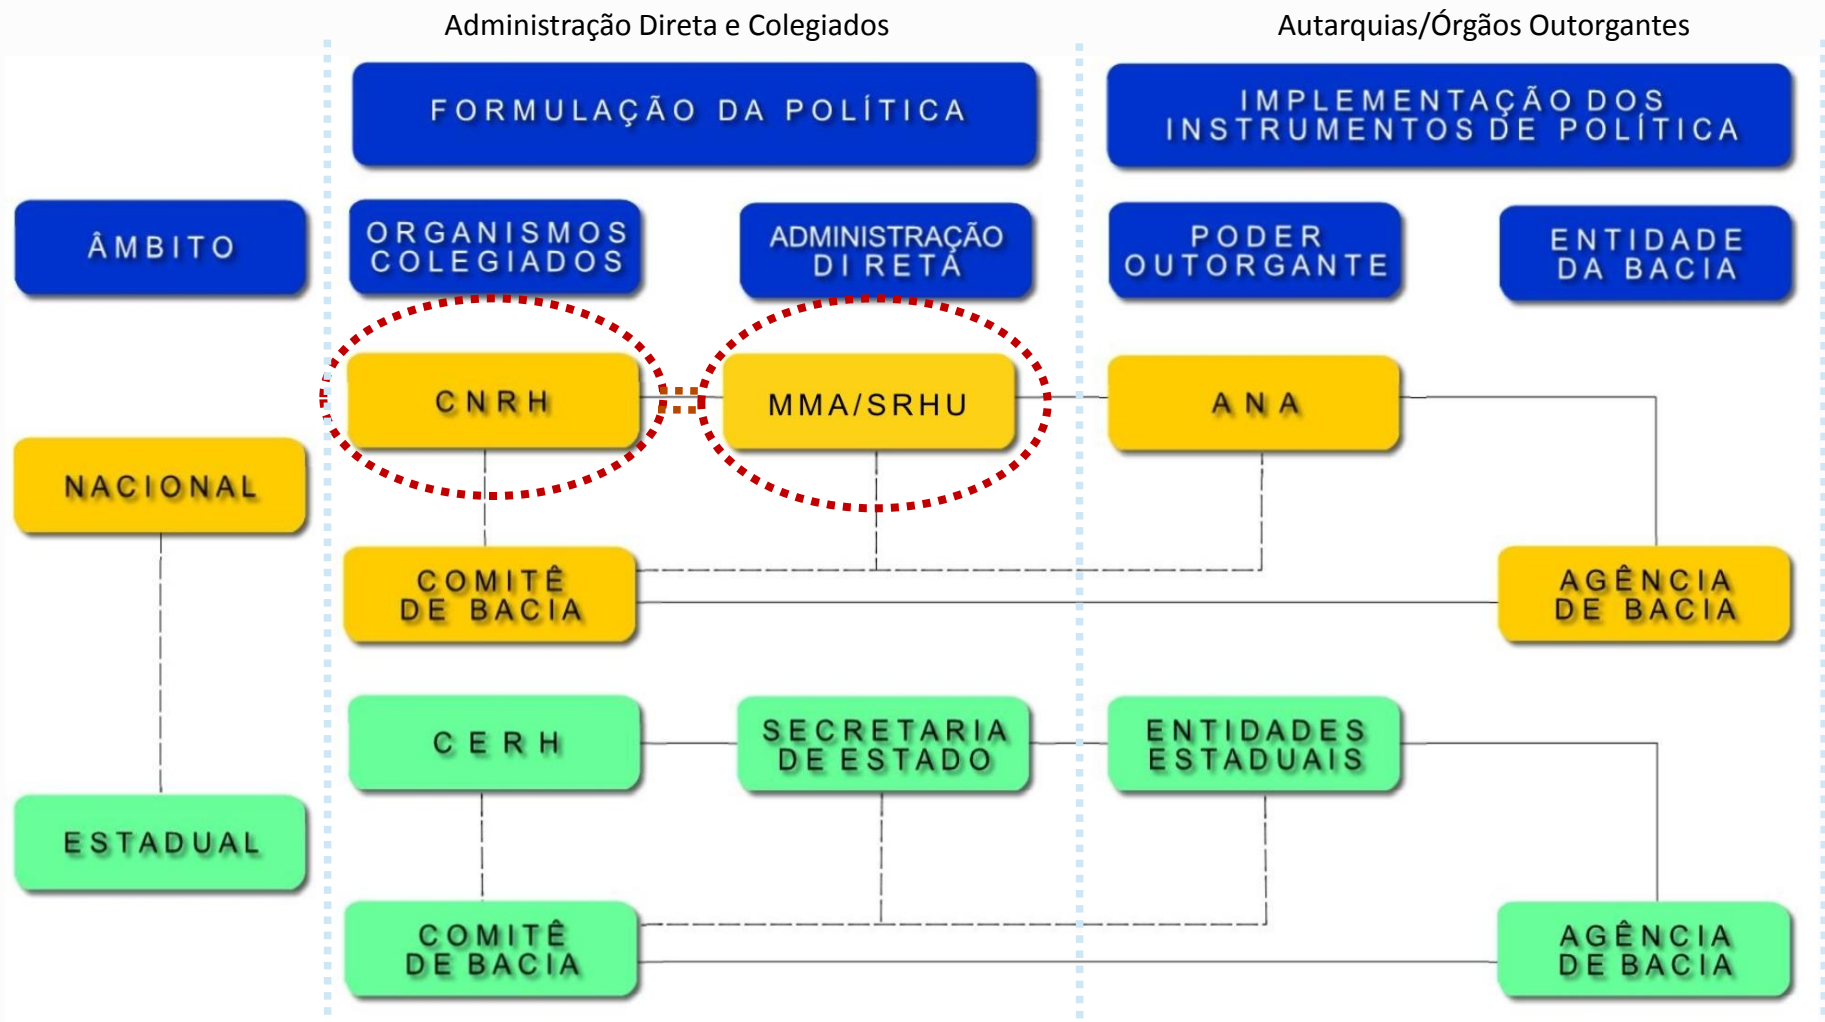 Administração Direta e Colegiados
Autarquias/Órgãos Outorgantes
FORMULAÇÃO DA POLÍTICA
IMPLEMENTAÇÃO DOS
INSTRUMENTOS DE POLÍTICA
ÂMBITO
ORGANISMOS
COLEGIADOS
ADMINISTRAÇÃO
DIRETA
PODER
OUTORGANTE
ENTIDADE
DA BACIA
NACIONAL
CNRH
MMA/SRHU
ANA
COMITÊ
DE BACIA
AGÊNCIA
DE BACIA
ESTADUAL
CERH
SECRETARIA
DE ESTADO
ENTIDADES
ESTADUAIS
COMITÊ
DE BACIA
AGÊNCIA
DE BACIA